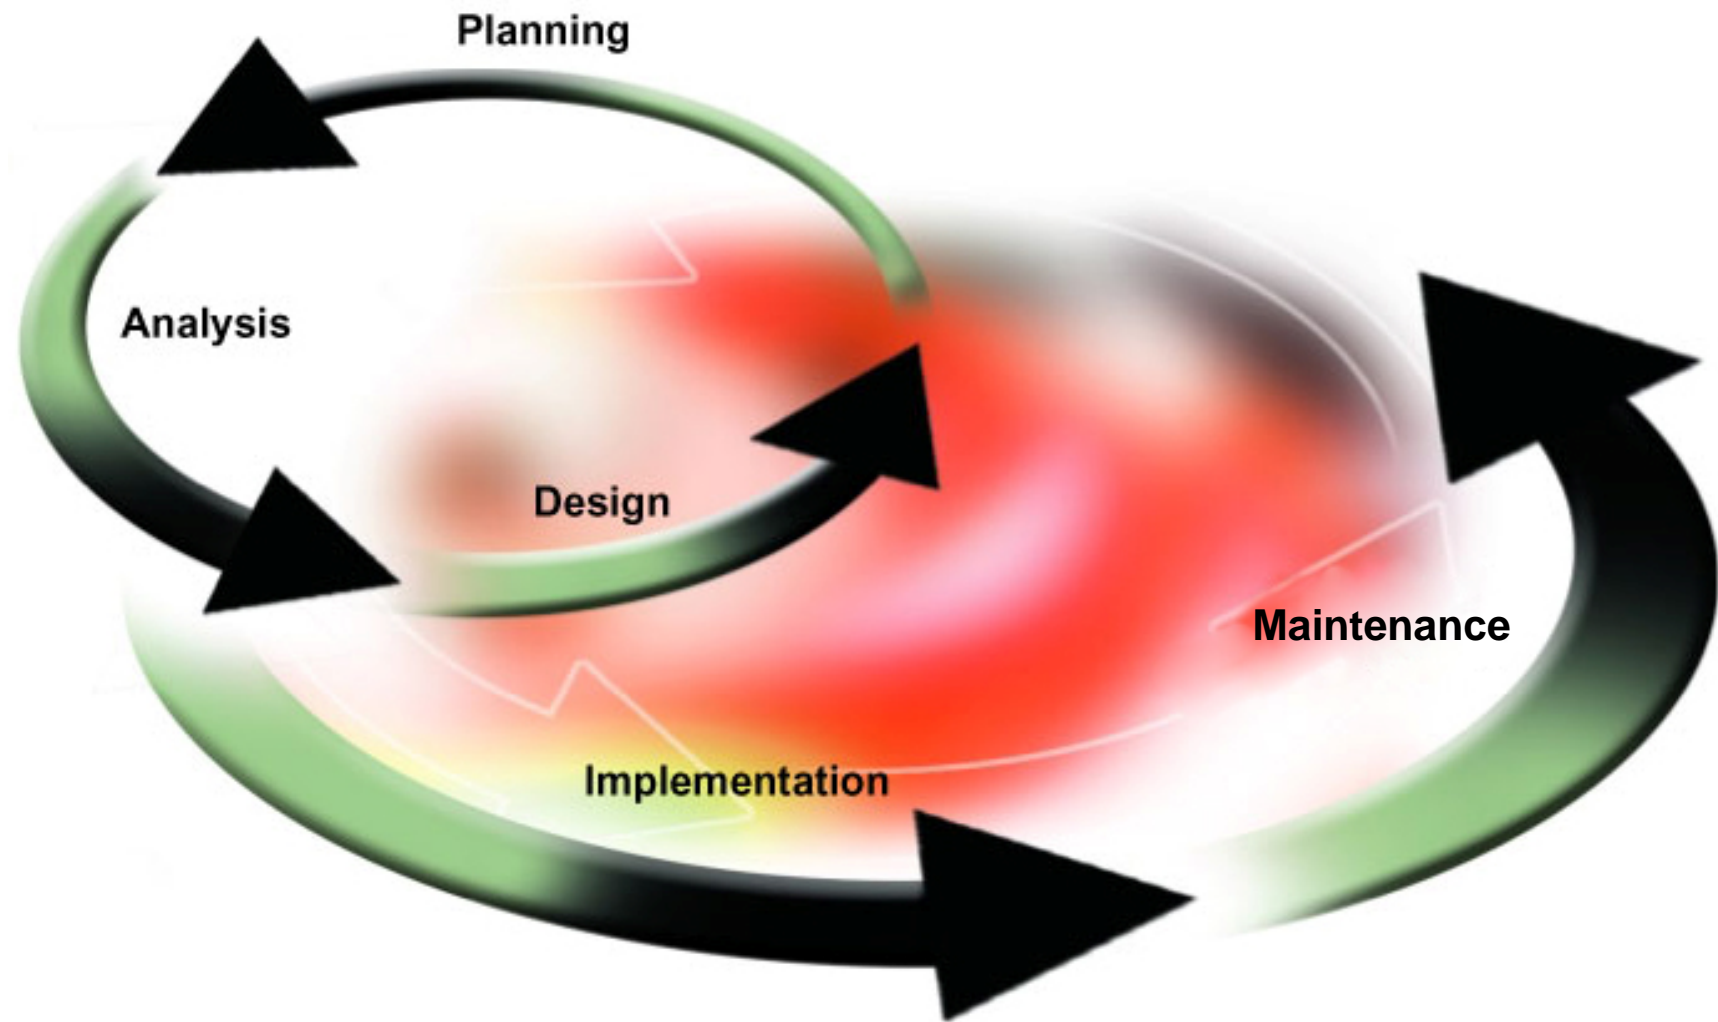 Planning
Analysis
Design
Maintenance
Implementation